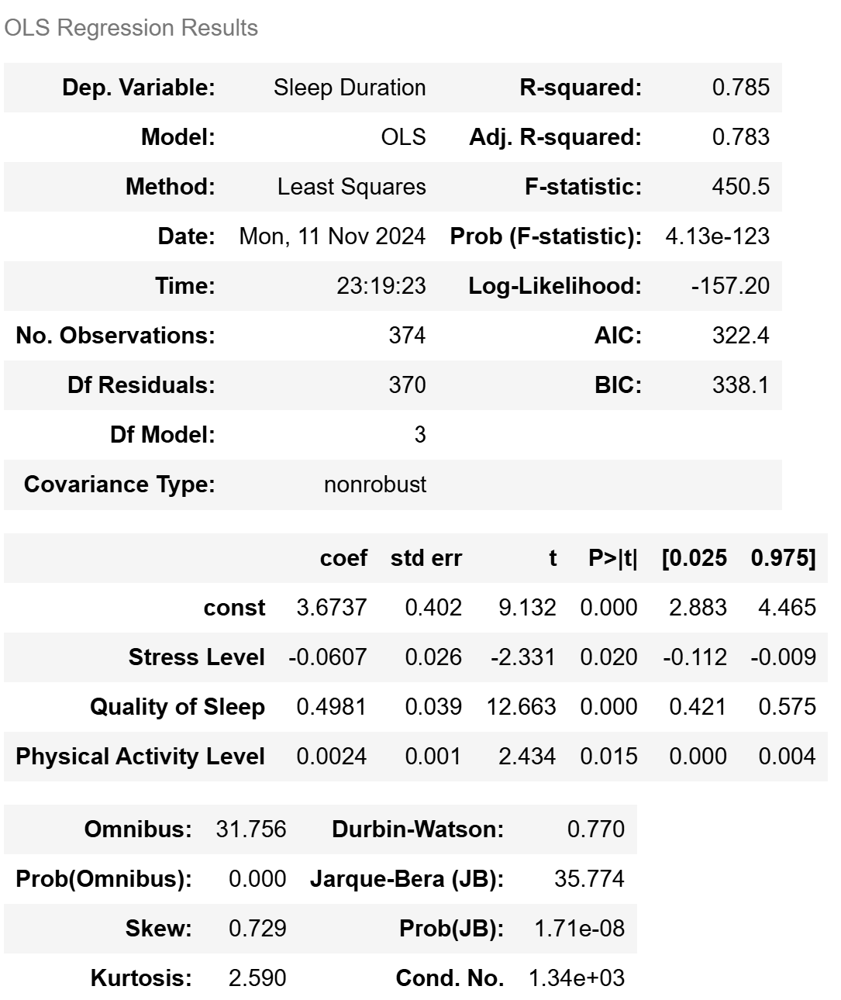 OLS Regression Results
Dep. Variable: Sleep Duration R-squared: 0.785
Model: OLS Adj. R-squared: 0.783
Method: Least Squares F-statistic: 450.5
Date: Mon, 11 Nov 2024 Prob (F-statistic): 4.13e-123
Time: 23:19:23 Log-Likelihood: -157.20
No. Observations: 374 AIC: 322.4
Df Residuals: 370 BIC: 338.1
Df Model: 3
Covariance Type: nonrobust
coef std err t P>|t| [0.025 0.975]
const 3.6737 0.402 9.132 0.000 2.883 4.465
Stress Level -0.0607 0.026 -2.331 0.020 -0.112 -0.009
Quality of Sleep 0.4981 0.039 12.663 0.000 0.421 0.575
Physical Activity Level 0.0024 0.001 2.434 0.015 0.000 0.004
Omnibus: 31.756 Durbin-Watson: 0.770
Prob(Omnibus): 0.000 Jarque-Bera (JB): 35.774
Skew: 0.729 Prob(JB): 1.71e-08
Kurtosis: 2.590 Cond. No. 1.34e+03